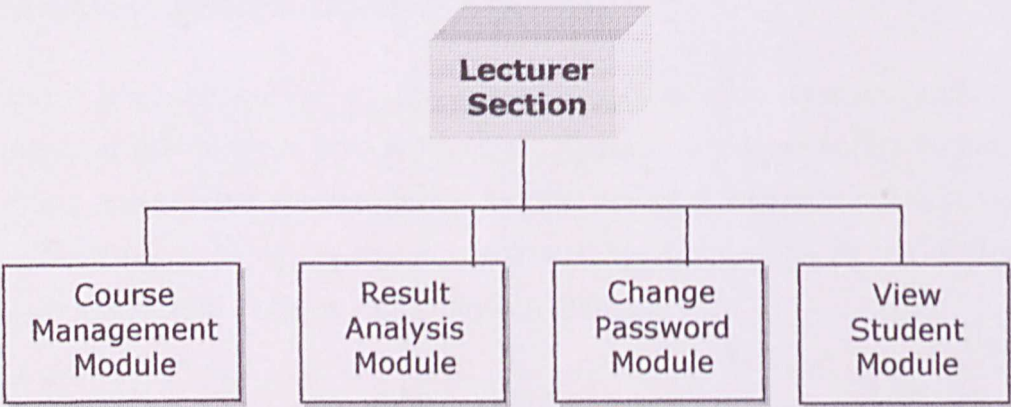 Lecturer
Section
Course
Management
Module
Result
Analysis
Module
Change
Password
Module
View
Student
Module